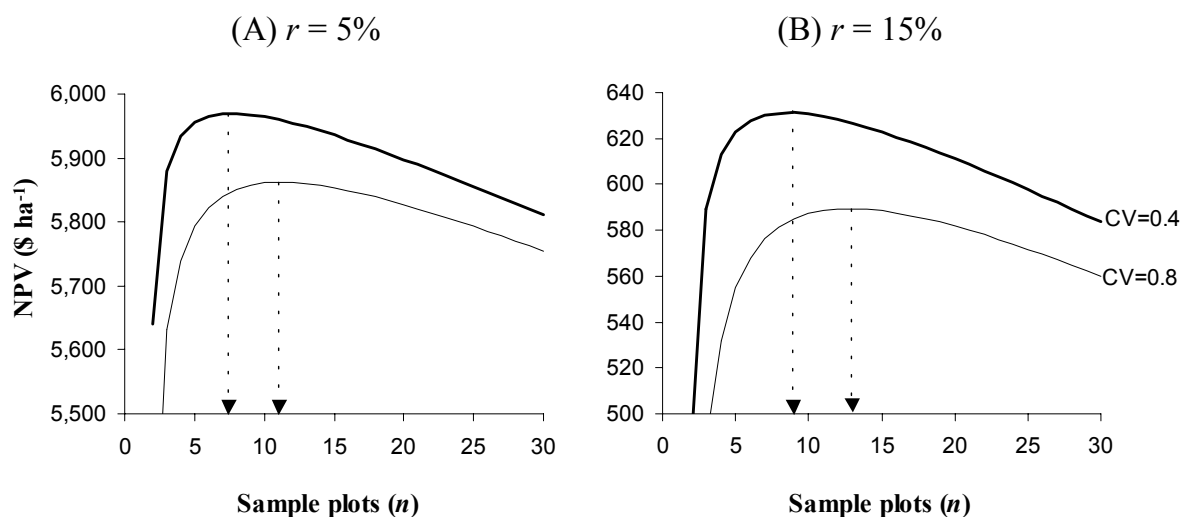 (A) r = 5%
(B) r = 15%
NPV ($ ha⁻¹)
6,000
5,900
5,800
5,700
5,600
5,500
0 5 10 15 20 25 30
Sample plots (n)
640
620
600
580
560
540
520
500
CV=0.4
CV=0.8
0 5 10 15 20 25 30
Sample plots (n)